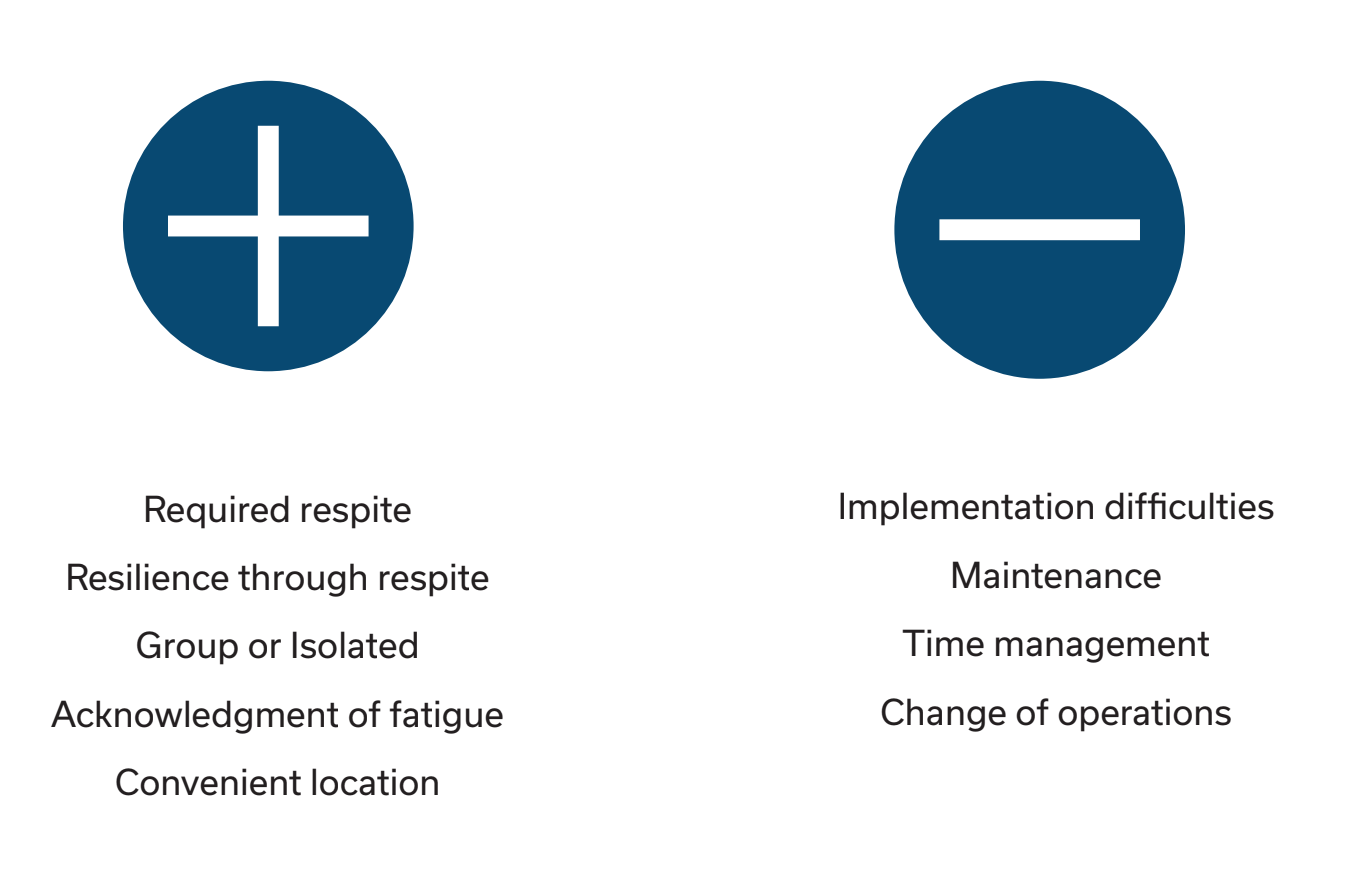 Required respite
Resilience through respite
Group or Isolated
Acknowledgment of fatigue
Convenient location
Implementation difficulties
Maintenance
Time management
Change of operations